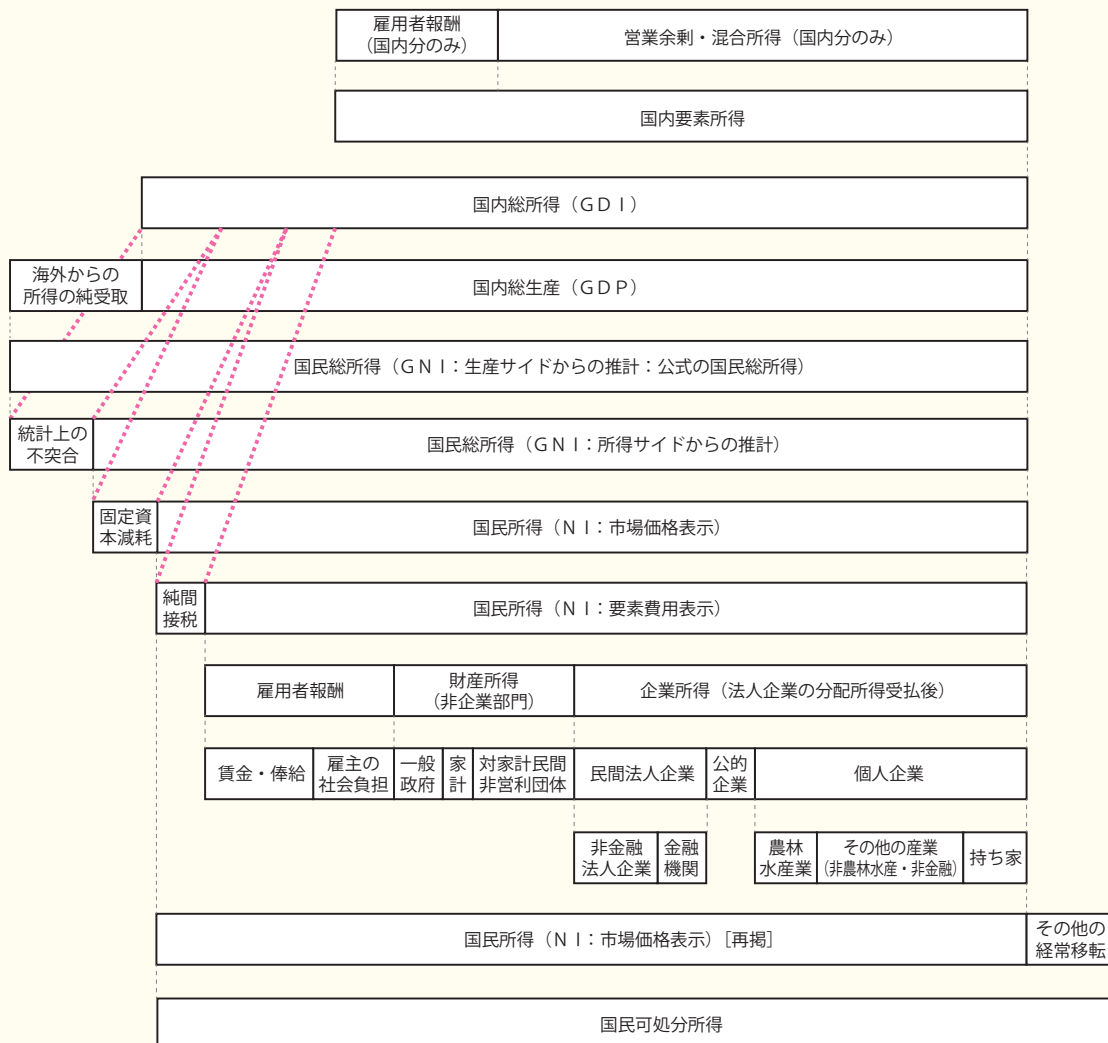 雇用者報酬
(国内分のみ)
営業余剰・混合所得(国内分のみ)
国内要素所得
国内総所得(GDI)
海外からの
所得の純受取
国内総生産(GDP)
国民総所得(GNI:生産サイドからの推計:公式の国民総所得)
統計上の
不突合
国民総所得(GNI:所得サイドからの推計)
固定資
本減耗
国民所得(NI:市場価格表示)
純間
接税
国民所得(NI:要素費用表示)
雇用者報酬
財産所得
(非企業部門)
企業所得(法人企業の分配所得受払後)
賃金・俸給
雇主の
社会負担
一般
政府
家
計
対家計民間
非営利団体
民間法人企業
公的
企業
個人企業
非金融
法人企業
金融
機関
農林
水産業
その他の産業
(非農林水産・非金融)
持ち家
国民所得(NI:市場価格表示)[再掲]
その他の
経常移転
国民可処分所得